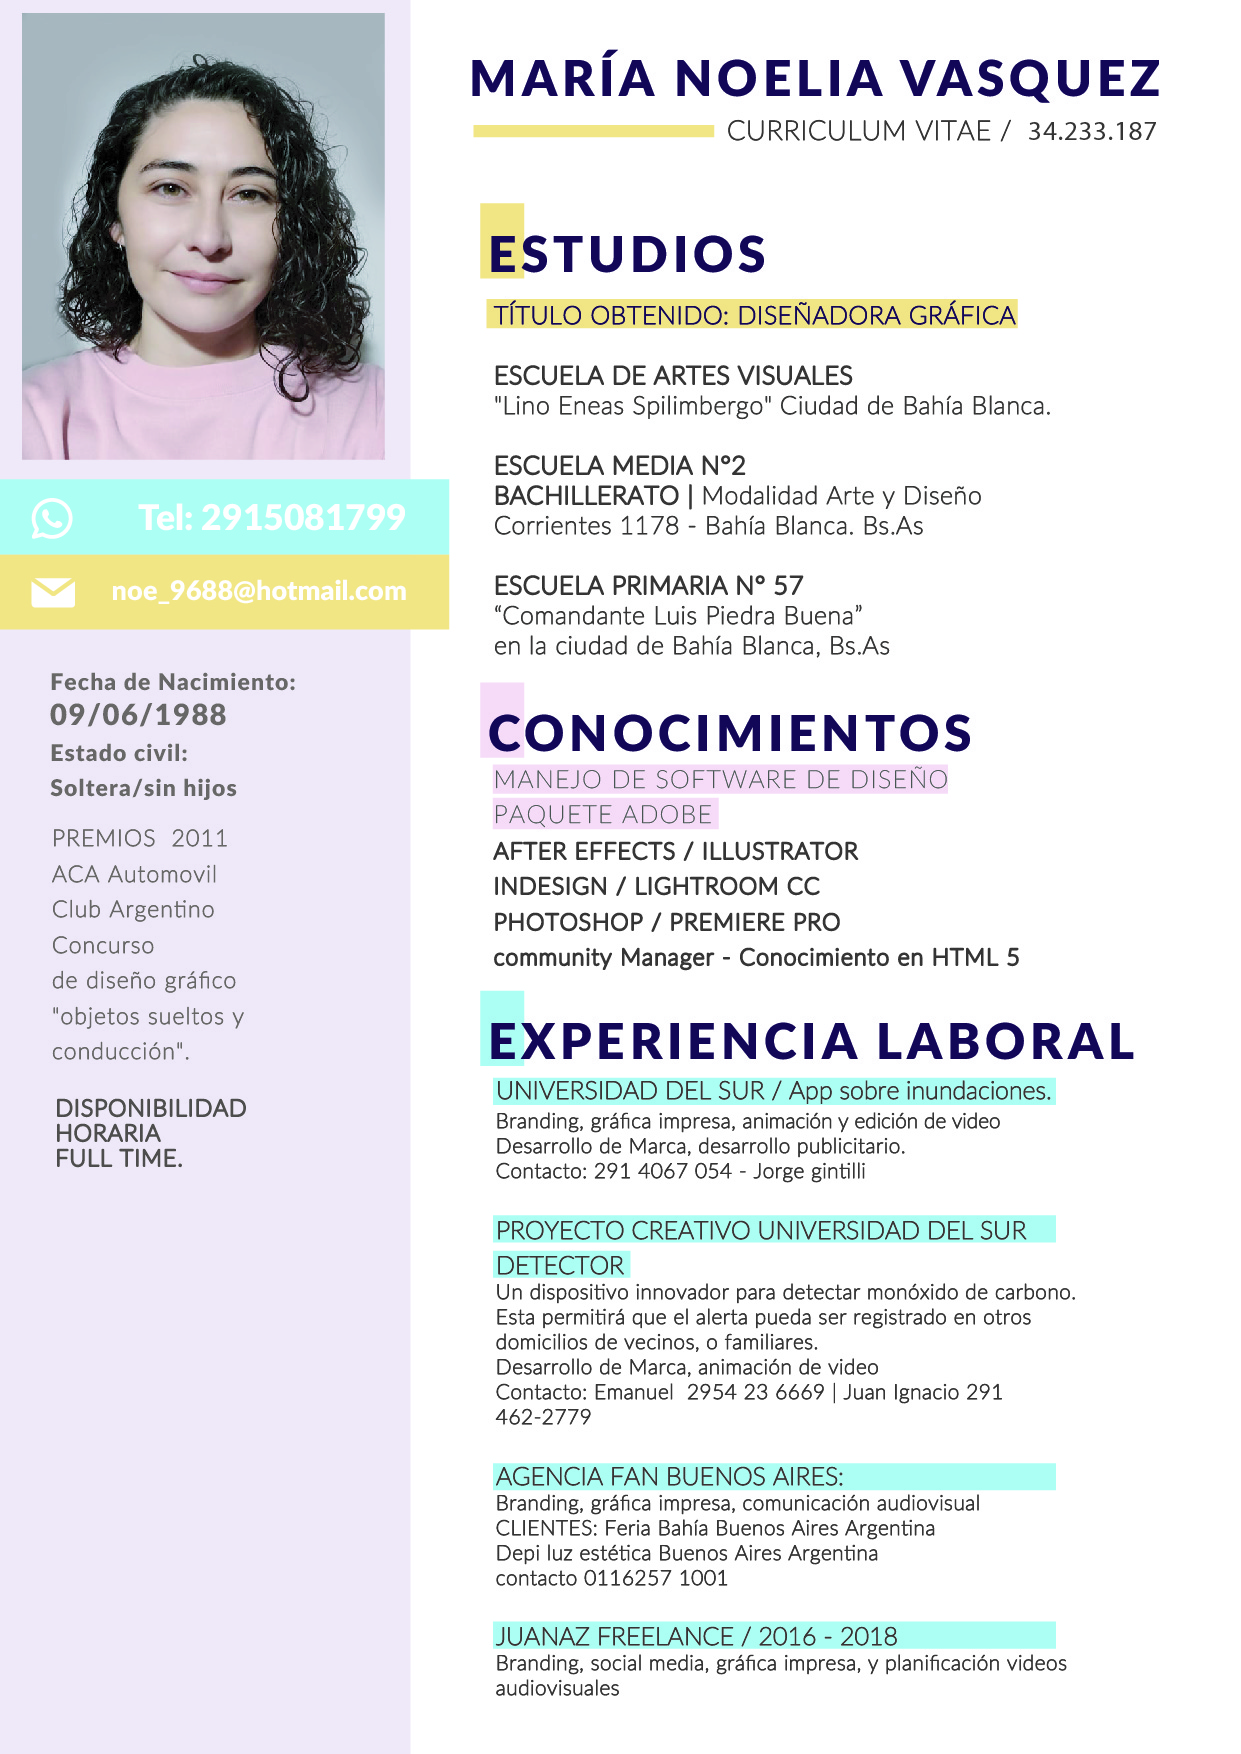 MARÍA NOELIA VASQUEZ
CURRICULUM VITAE / 34.233.187
Tel: 2915081799
noe_9688@hotmail.com
Fecha de Nacimiento:
09/06/1988
Estado civil:
Soltera/sin hijos
PREMIOS 2011
ACA Automovil
Club Argentino
Concurso
de diseño gráfico
"objetos sueltos y
conducción".
DISPONIBILIDAD
HORARIA
FULL TIME.
ESTUDIOS
TÍTULO OBTENIDO: DISEÑADORA GRÁFICA
ESCUELA DE ARTES VISUALES
"Lino Eneas Spilimbergo" Ciudad de Bahía Blanca.
ESCUELA MEDIA Nº2
BACHILLERATO | Modalidad Arte y Diseño
Corrientes 1178 - Bahía Blanca. Bs.As
ESCUELA PRIMARIA Nº 57
“Comandante Luis Piedra Buena”
en la ciudad de Bahía Blanca, Bs.As
CONOCIMIENTOS
MANEJO DE SOFTWARE DE DISEÑO
PAQUETE ADOBE
AFTER EFFECTS / ILLUSTRATOR
INDESIGN / LIGHTROOM CC
PHOTOSHOP / PREMIERE PRO
community Manager - Conocimiento en HTML 5
EXPERIENCIA LABORAL
UNIVERSIDAD DEL SUR / App sobre inundaciones.
Branding, gráfica impresa, animación y edición de video
Desarrollo de Marca, desarrollo publicitario.
Contacto: 291 4067 054 - Jorge gintilli
PROYECTO CREATIVO UNIVERSIDAD DEL SUR
DETECTOR
Un dispositivo innovador para detectar monóxido de carbono.
Esta permitirá que el alerta pueda ser registrado en otros
domicilios de vecinos, o familiares.
Desarrollo de Marca, animación de video
Contacto: Emanuel 2954 23 6669 | Juan Ignacio 291
462-2779
AGENCIA FAN BUENOS AIRES:
Branding, gráfica impresa, comunicación audiovisual
CLIENTES: Feria Bahía Buenos Aires Argentina
Depi luz estética Buenos Aires Argentina
contacto 0116257 1001
JUANAZ FREELANCE / 2016 - 2018
Branding, social media, gráfica impresa, y planificación videos
audiovisuales